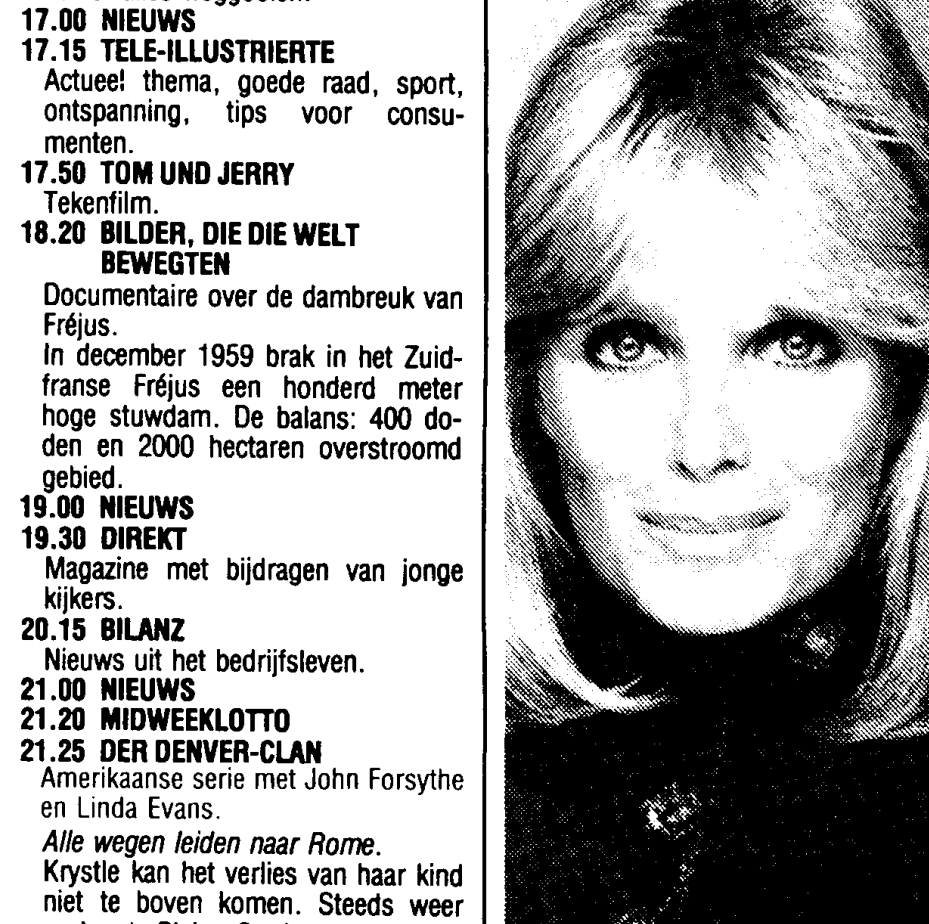 17.00 NIEUWS
17.15 TELE-ILLUSTRIERTE
Actueel thema, goede raad, sport,
ontspanning, tips voor consu-
menten.
17.50 TOM UND JERRY
Tekenfilm.
18.20 BILDER, DIE DIE WELT
BEWEGTEN
Documentaire over de dambreuk van
Fréjus.
In december 1959 brak in het Zuid-
franse Fréjus een honderd meter
hoge stuwdam. De balans: 400 do-
den en 2000 hectaren overstroomd
gebied.
19.00 NIEUWS
19.30 DIREKT
Magazine met bijdragen van jonge
kijkers.
20.15 BILANZ
Nieuws uit het bedrijfsleven.
21.00 NIEUWS
21.20 MIDWEEKLOTTO
21.25 DER DENVER-CLAN
Amerikaanse serie met John Forsythe
en Linda Evans.
Alle wegen leiden naar Rome.
Krystle kan het verlies van haar kind
niet te boven komen. Steeds weer